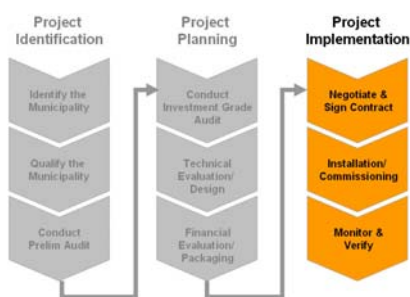 Project
Identification
Identify the
Municipality
Qualify the
Municipality
Conduct
Prelim Audit
Project
Planning
Conduct
Investment Grade
Audit
Technical
Evaluation/
Design
Financial
Evaluation/
Packaging
Project
Implementation
Negotiate &
Sign Contract
Installation/
Commissioning
Monitor &
Verify